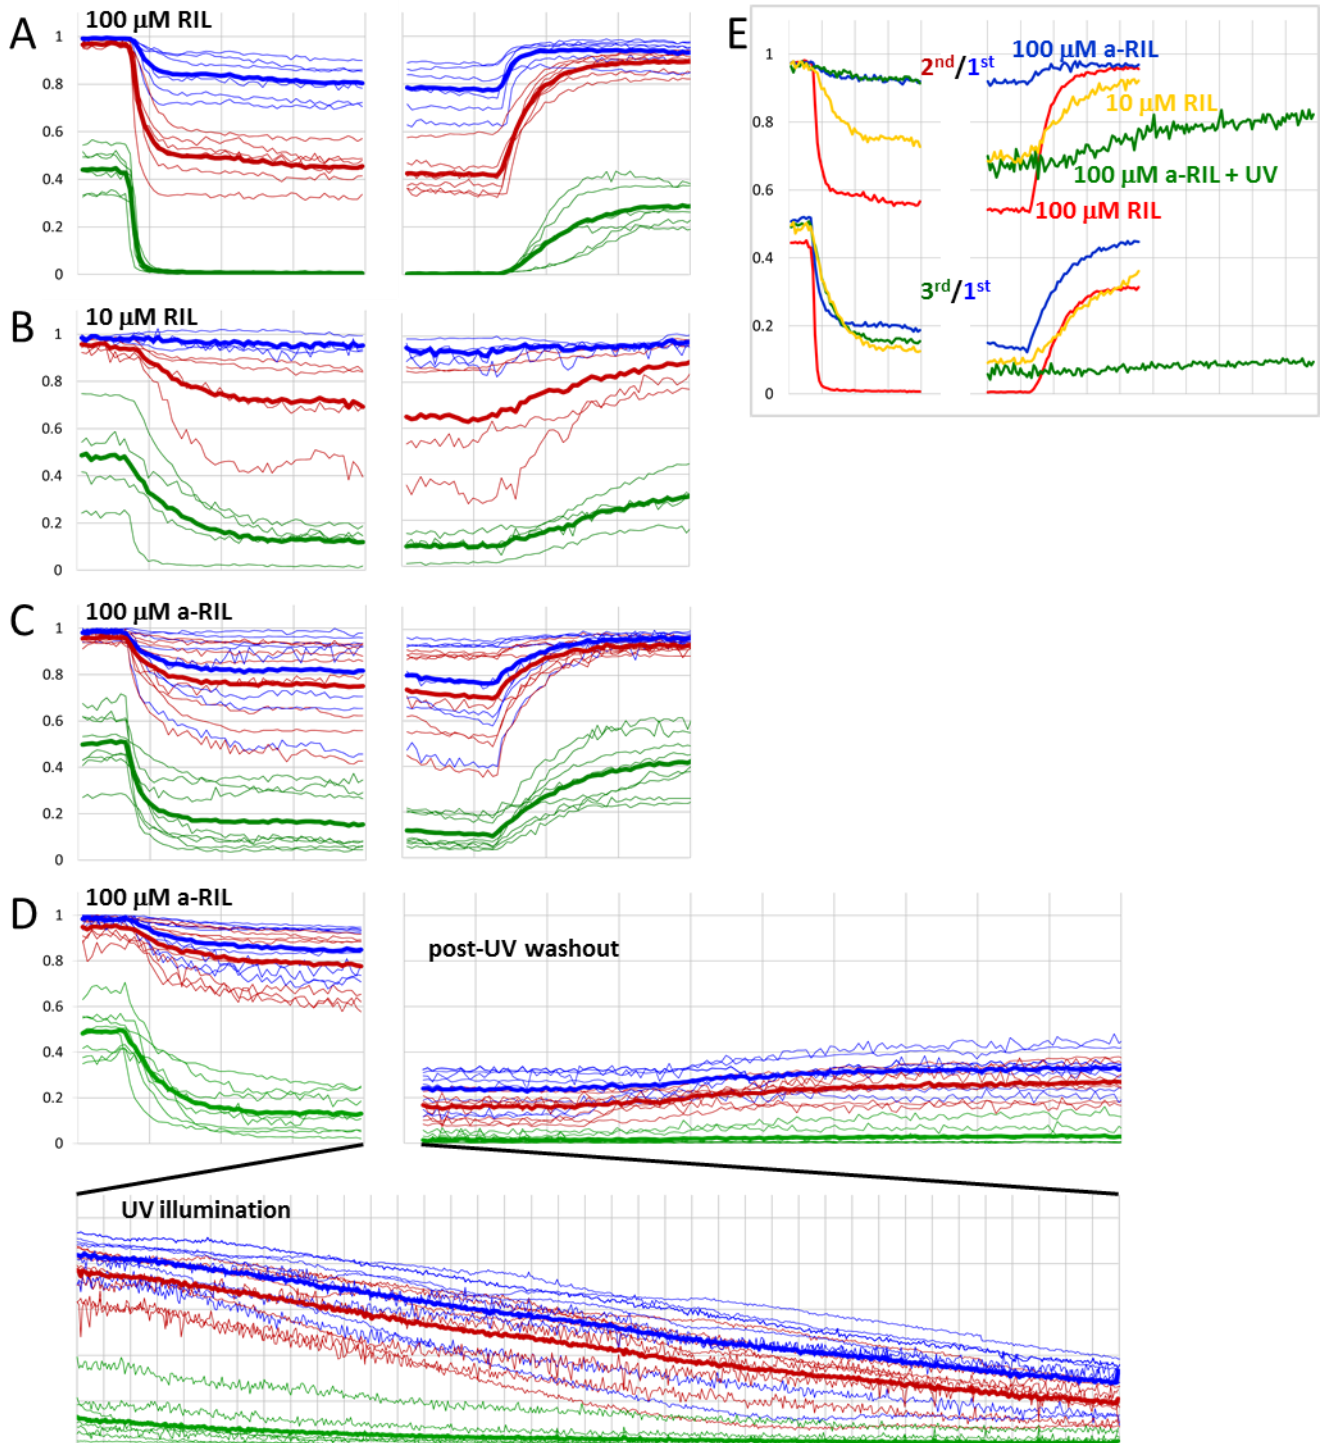 A
100 μM RIL
1
0.8
0.6
0.4
0.2
0
B
10 μM RIL
1
0.8
0.6
0.4
0.2
0
C
100 μM a-RIL
1
0.8
0.6
0.4
0.2
0
D
100 μM a-RIL
1
0.8
0.6
0.4
0.2
0
post-UV washout
UV illumination
E
1
0.8
0.6
0.4
0.2
0
2nd/1st
100 μM a-RIL
10 μM RIL
100 μM a-RIL + UV
100 μM RIL
3rd/1st